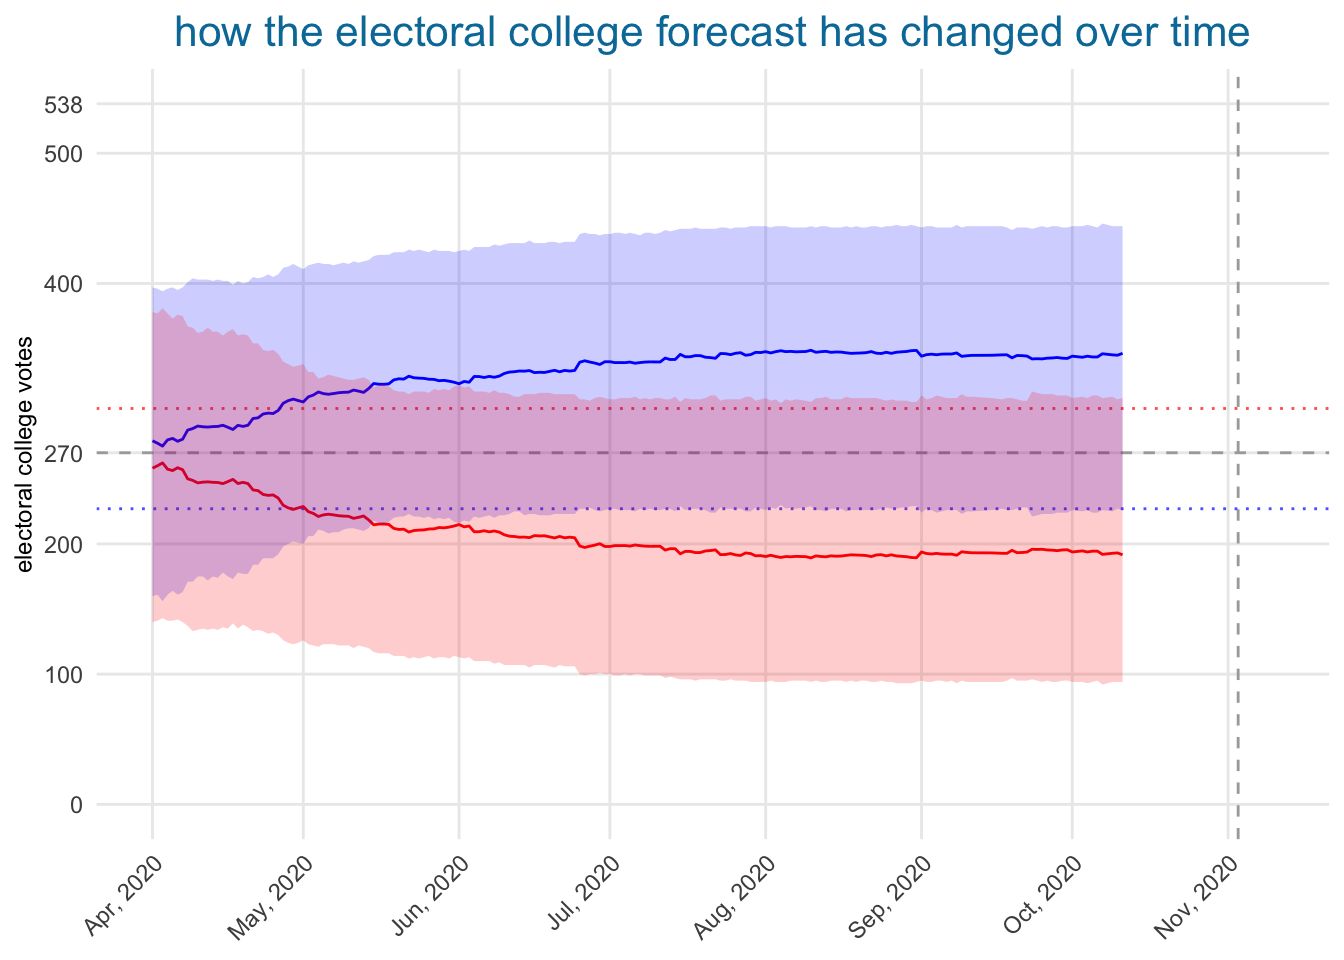 how the electoral college forecast has changed over time
538
500
400
270
200
100
0
electoral college votes
Apr, 2020
May, 2020
Jun, 2020
Jul, 2020
Aug, 2020
Sep, 2020
Oct, 2020
Nov, 2020